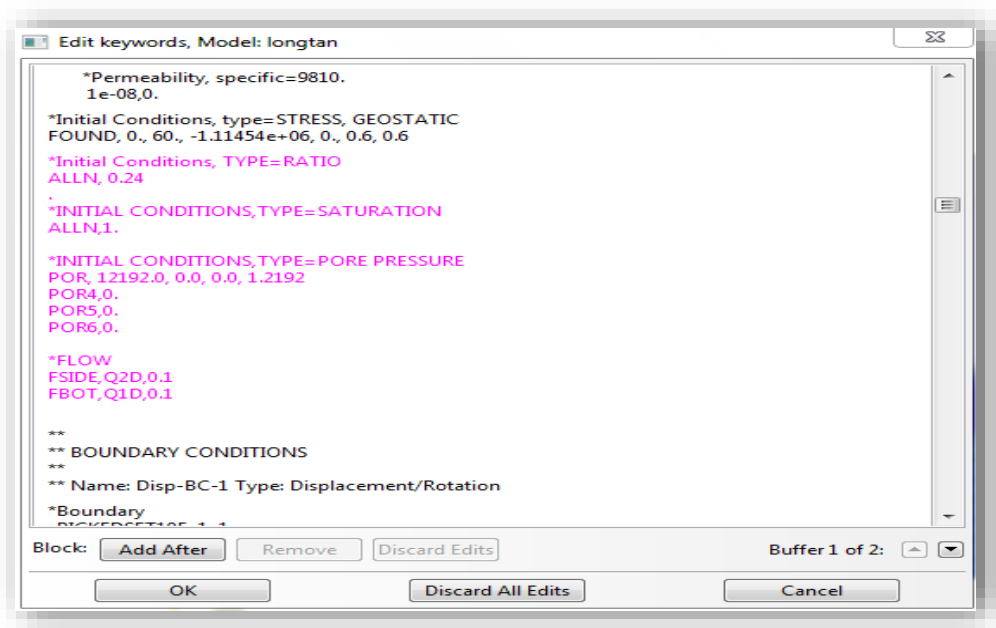 Edit keywords, Model: longtan
*Permeability, specific=9810.
1e-08,0.
*Initial Conditions, type=STRESS, GEOSTATIC
FOUND, 0., 60., -1.11454e+06, 0., 0.6, 0.6
*Initial Conditions, TYPE=RATIO
ALLN, 0.24
.
*INITIAL CONDITIONS,TYPE=SATURATION
ALLN,1.
*INITIAL CONDITIONS,TYPE=PORE PRESSURE
POR, 12192.0, 0.0, 0.0, 1.2192
POR4,0.
POR5,0.
POR6,0.
*FLOW
FSIDE,Q2D,0.1
FBOT,Q1D,0.1
**
** BOUNDARY CONDITIONS
**
** Name: Disp-BC-1 Type: Displacement/Rotation
*Boundary
Block: Add After Remove Discard Edits Buffer 1 of 2:
OK Discard All Edits Cancel